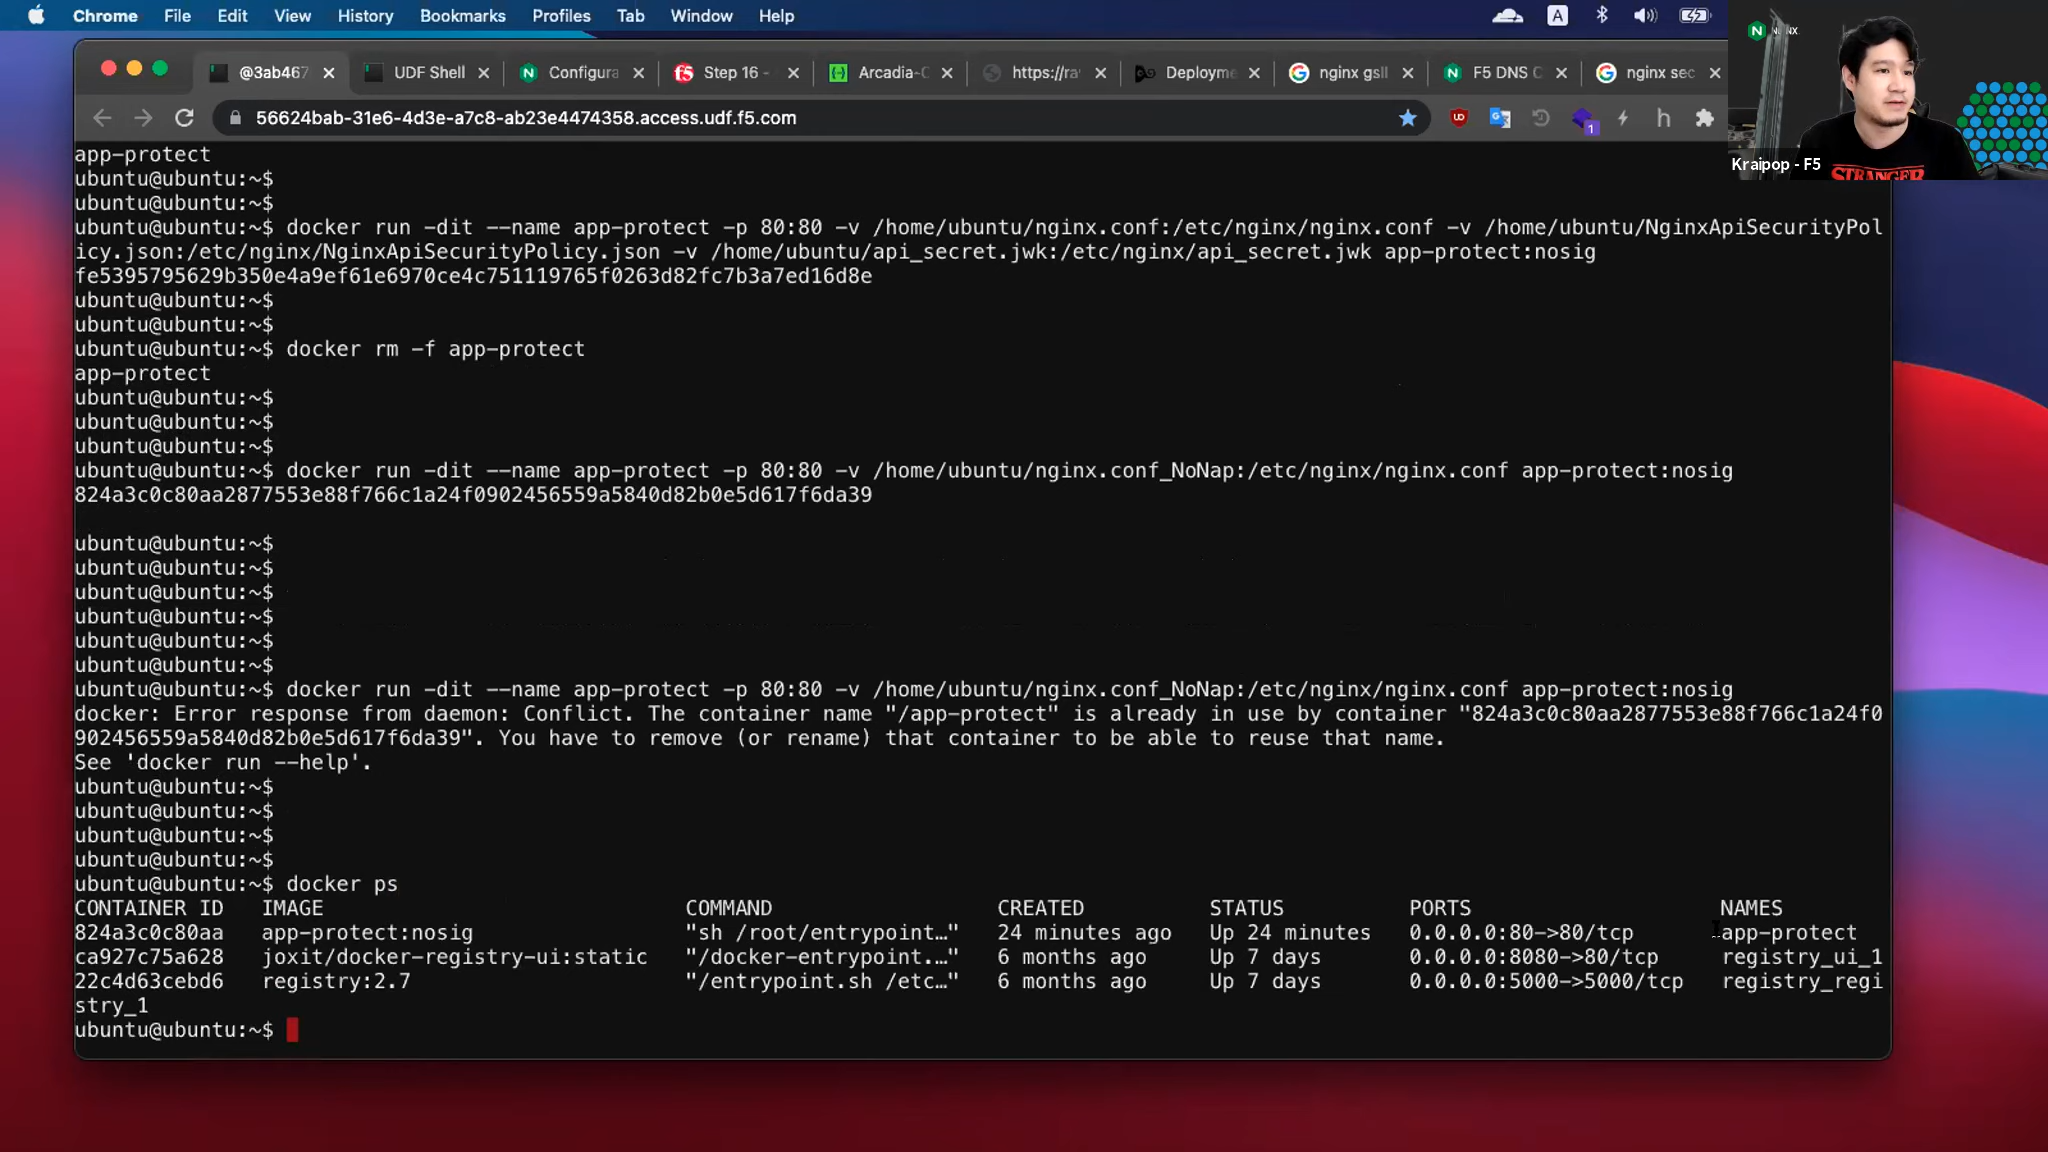 Chrome File Edit View History Bookmarks Profiles Tab Window Help
A
@3ab467 × UDF Shell × Configura × Step 16 - × Arcadia-C × https://ra × Deployme × nginx gsll × F5 DNS C × nginx sec ×
56624bab-31e6-4d3e-a7c8-ab23e4474358.access.udf.f5.com
1
Kraipop - F5
STRANGER
app-protect
ubuntu@ubuntu:~$
ubuntu@ubuntu:~$
ubuntu@ubuntu:~$ docker run -dit --name app-protect -p 80:80 -v /home/ubuntu/nginx.conf:/etc/nginx/nginx.conf -v /home/ubuntu/NginxApiSecurityPol
icy.json:/etc/nginx/NginxApiSecurityPolicy.json -v /home/ubuntu/api_secret.jwk:/etc/nginx/api_secret.jwk app-protect:nosig
fe5395795629b350e4a9ef61e6970ce4c751119765f0263d82fc7b3a7ed16d8e
ubuntu@ubuntu:~$
ubuntu@ubuntu:~$
ubuntu@ubuntu:~$ docker rm -f app-protect
app-protect
ubuntu@ubuntu:~$
ubuntu@ubuntu:~$
ubuntu@ubuntu:~$
ubuntu@ubuntu:~$ docker run -dit --name app-protect -p 80:80 -v /home/ubuntu/nginx.conf_NoNap:/etc/nginx/nginx.conf app-protect:nosig
824a3c0c80aa2877553e88f766c1a24f0902456559a5840d82b0e5d617f6da39
ubuntu@ubuntu:~$
ubuntu@ubuntu:~$
ubuntu@ubuntu:~$
ubuntu@ubuntu:~$
ubuntu@ubuntu:~$
ubuntu@ubuntu:~$
ubuntu@ubuntu:~$ docker run -dit --name app-protect -p 80:80 -v /home/ubuntu/nginx.conf_NoNap:/etc/nginx/nginx.conf app-protect:nosig
docker: Error response from daemon: Conflict. The container name "/app-protect" is already in use by container "824a3c0c80aa2877553e88f766c1a24f0
902456559a5840d82b0e5d617f6da39". You have to remove (or rename) that container to be able to reuse that name.
See 'docker run --help'.
ubuntu@ubuntu:~$
ubuntu@ubuntu:~$
ubuntu@ubuntu:~$
ubuntu@ubuntu:~$
ubuntu@ubuntu:~$ docker ps
CONTAINER ID IMAGE COMMAND CREATED STATUS PORTS NAMES
824a3c0c80aa app-protect:nosig "sh /root/entrypoint…" 24 minutes ago Up 24 minutes 0.0.0.0:80->80/tcp app-protect
ca927c75a628 joxit/docker-registry-ui:static "/docker-entrypoint.…" 6 months ago Up 7 days 0.0.0.0:8080->80/tcp registry_ui_1
22c4d63cebd6 registry:2.7 "/entrypoint.sh /etc…" 6 months ago Up 7 days 0.0.0.0:5000->5000/tcp registry_regi
stry_1
ubuntu@ubuntu:~$